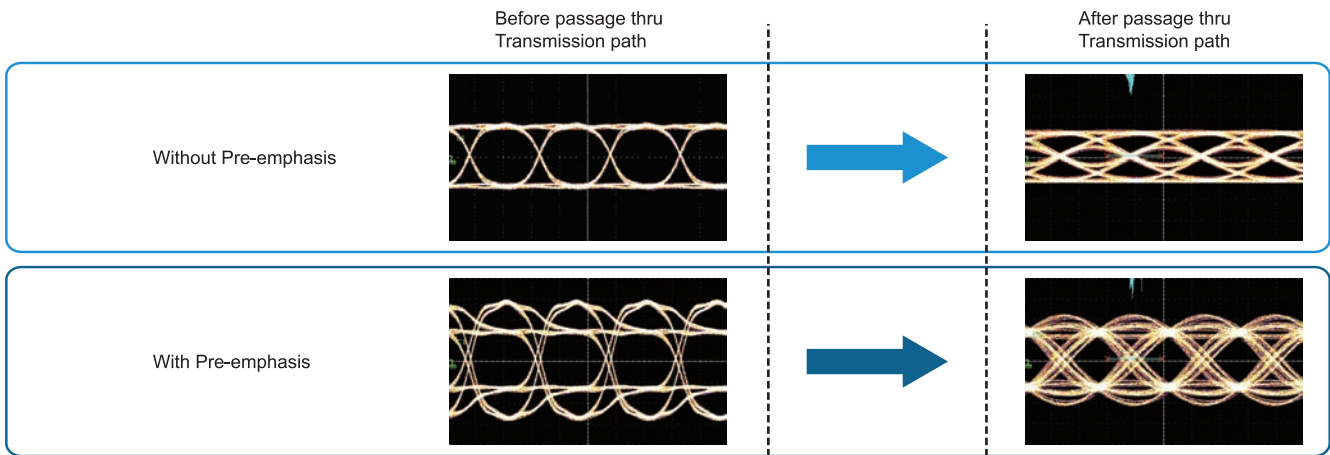 Before passage thru
Transmission path
After passage thru
Transmission path
Without Pre-emphasis
With Pre-emphasis